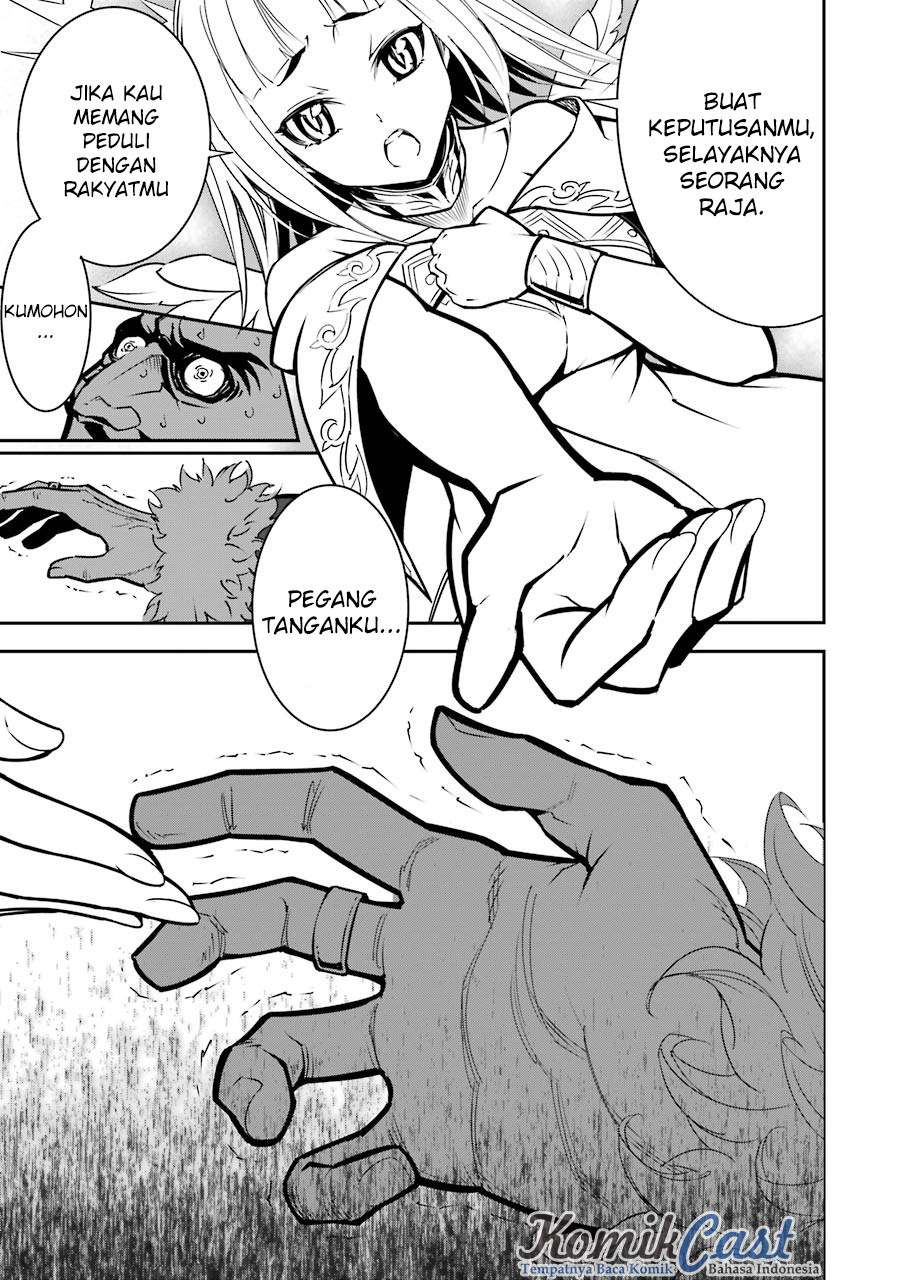 BUAT
KEPUTUSANMU,
SELAYAKNYA
SEORANG
RAJA.
JIKA KAU
MEMANG
PEDULI
DENGAN
RAKYATMU
KUMOHON
...
PEGANG
TANGANKU...
KomikCast
Tempatnya Baca Komik Bahasa Indonesia